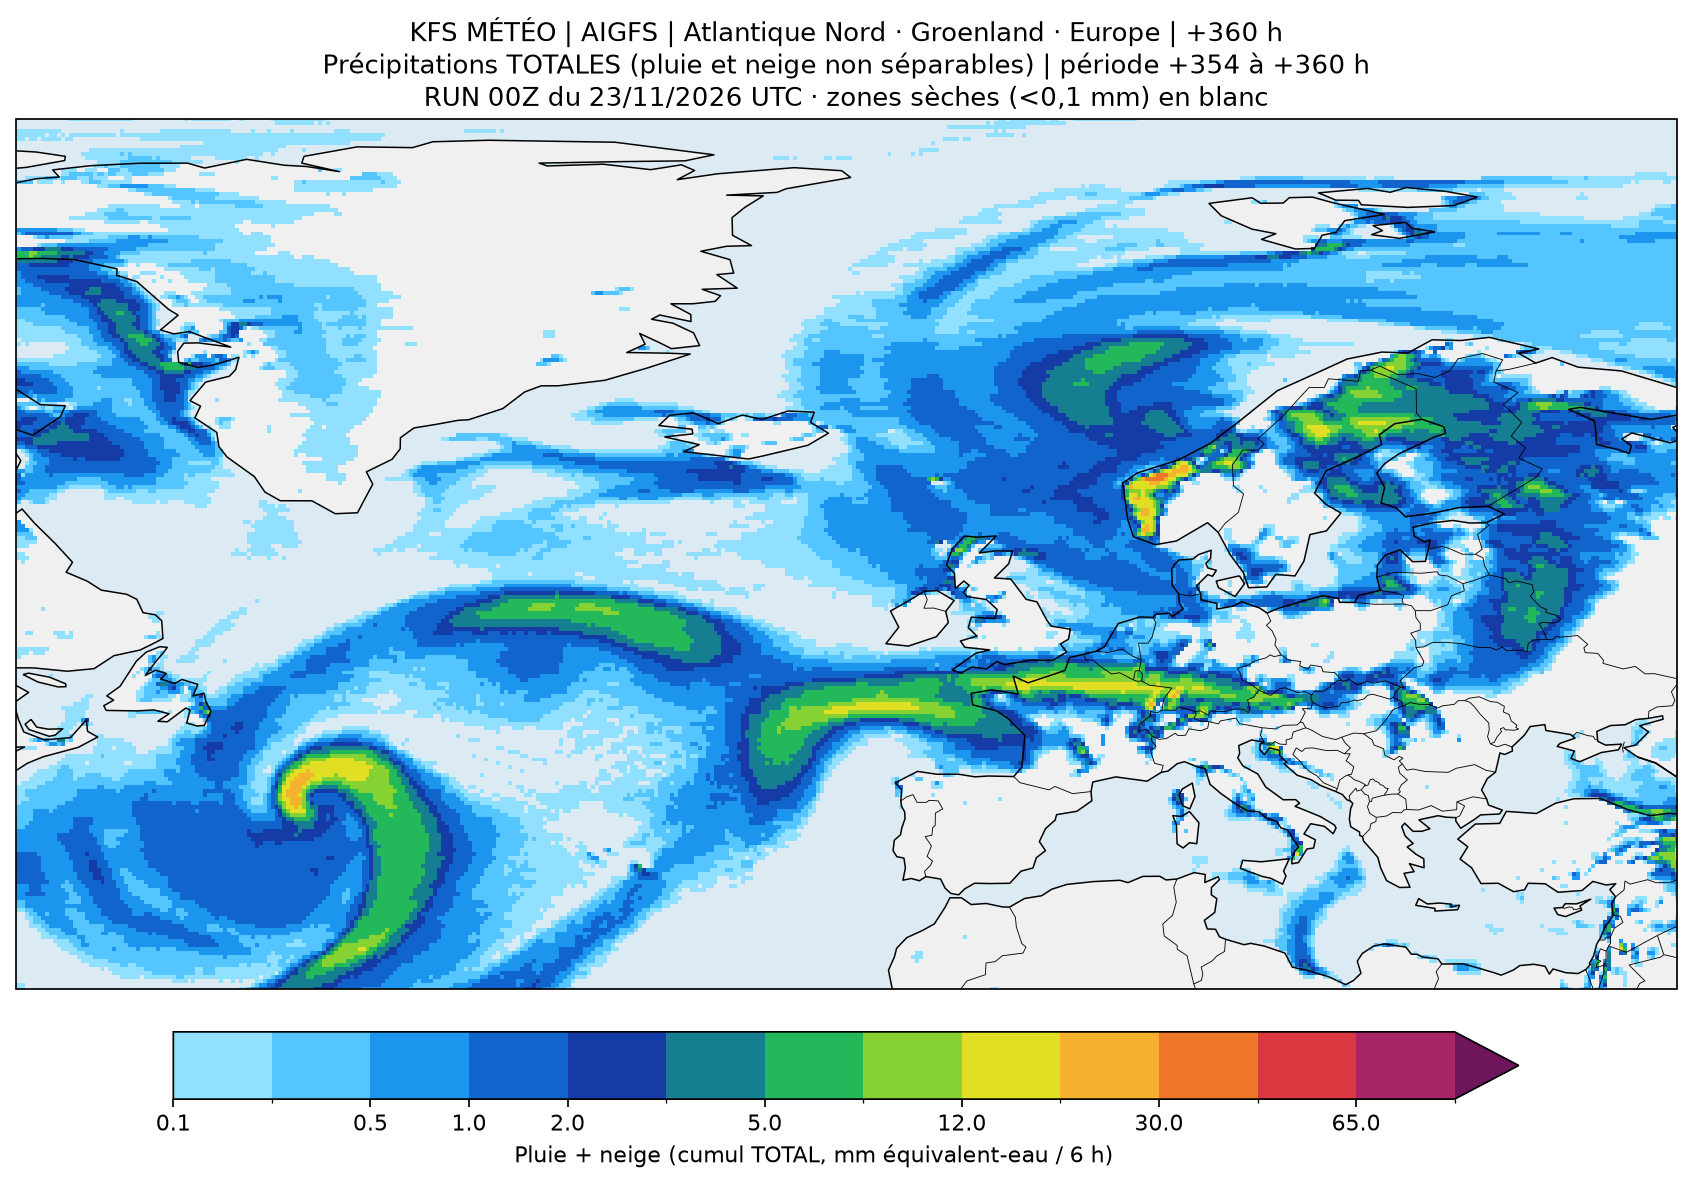 KFS MÉTÉO | AIGFS | Atlantique Nord · Groenland · Europe | +360 h
Précipitations TOTALES (pluie et neige non séparables) | période +354 à +360 h
RUN 00Z du 23/11/2026 UTC · zones sèches (<0,1 mm) en blanc
0.1 0.5 1.0 2.0 5.0 12.0 30.0 65.0
Pluie + neige (cumul TOTAL, mm équivalent-eau / 6 h)